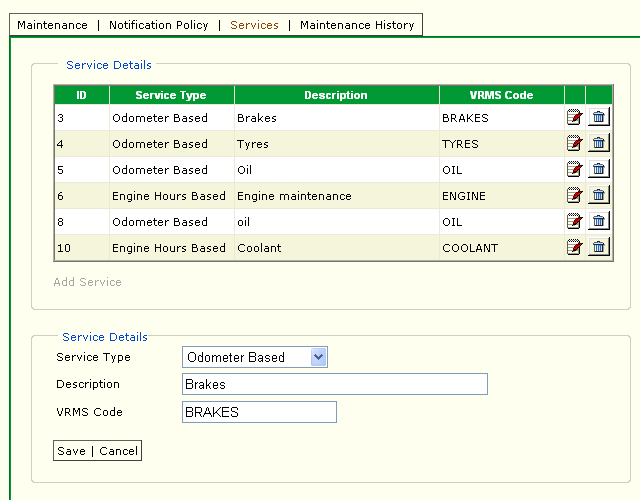 Maintenance | Notification Policy | Services | Maintenance History
Service Details
ID Service Type Description VRMS Code
3 Odometer Based Brakes BRAKES
4 Odometer Based Tyres TYRES
5 Odometer Based Oil OIL
6 Engine Hours Based Engine maintenance ENGINE
8 Odometer Based oil OIL
10 Engine Hours Based Coolant COOLANT
Add Service
Service Details
Service Type Odometer Based
Description Brakes
VRMS Code BRAKES
Save | Cancel